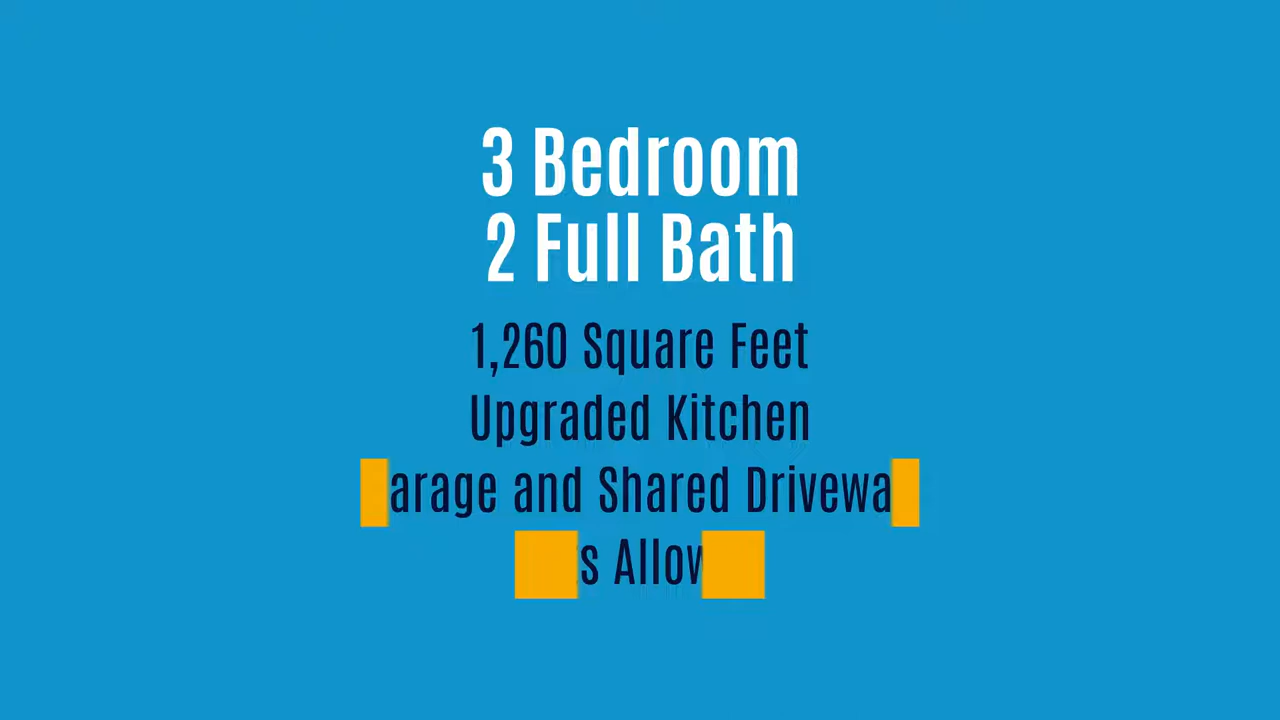 3 Bedroom
2 Full Bath
1,260 Square Feet
Upgraded Kitchen
arage and Shared Drivewa
s Allow